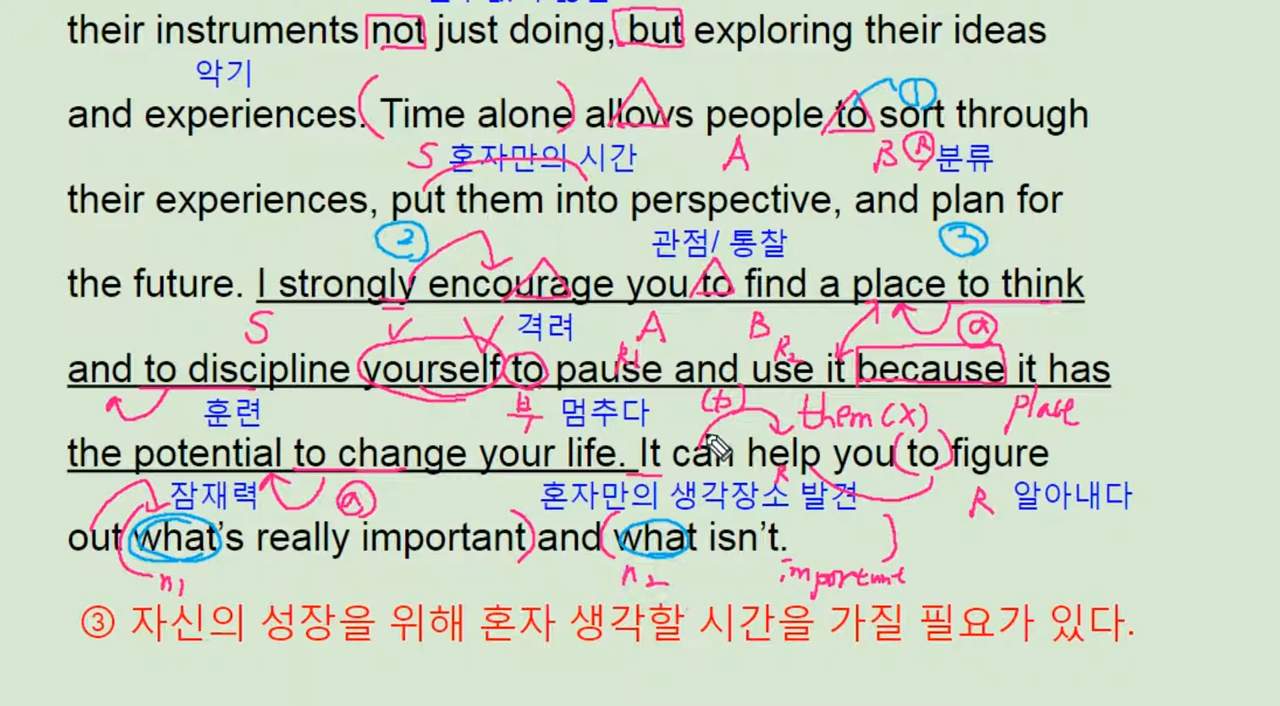 their instruments not just doing, but exploring their ideas
악기
and experiences. Time alone allows people to sort through
S 혼자만의 시간 A B R 분류
their experiences, put them into perspective, and plan for
② 관점/ 통찰 ③
the future. I strongly encourage you to find a place to think
S 격려 A B ⓐ
and to discipline yourself to pause and use it because it has
훈련 부 멈추다 R1 R2 them(X) place
the potential to change your life. It can help you (to) figure
잠재력 ⓐ 혼자만의 생각장소 발견 R R 알아내다
out what's really important) and (what isn't.
n1 n2 important
③ 자신의 성장을 위해 혼자 생각할 시간을 가질 필요가 있다.